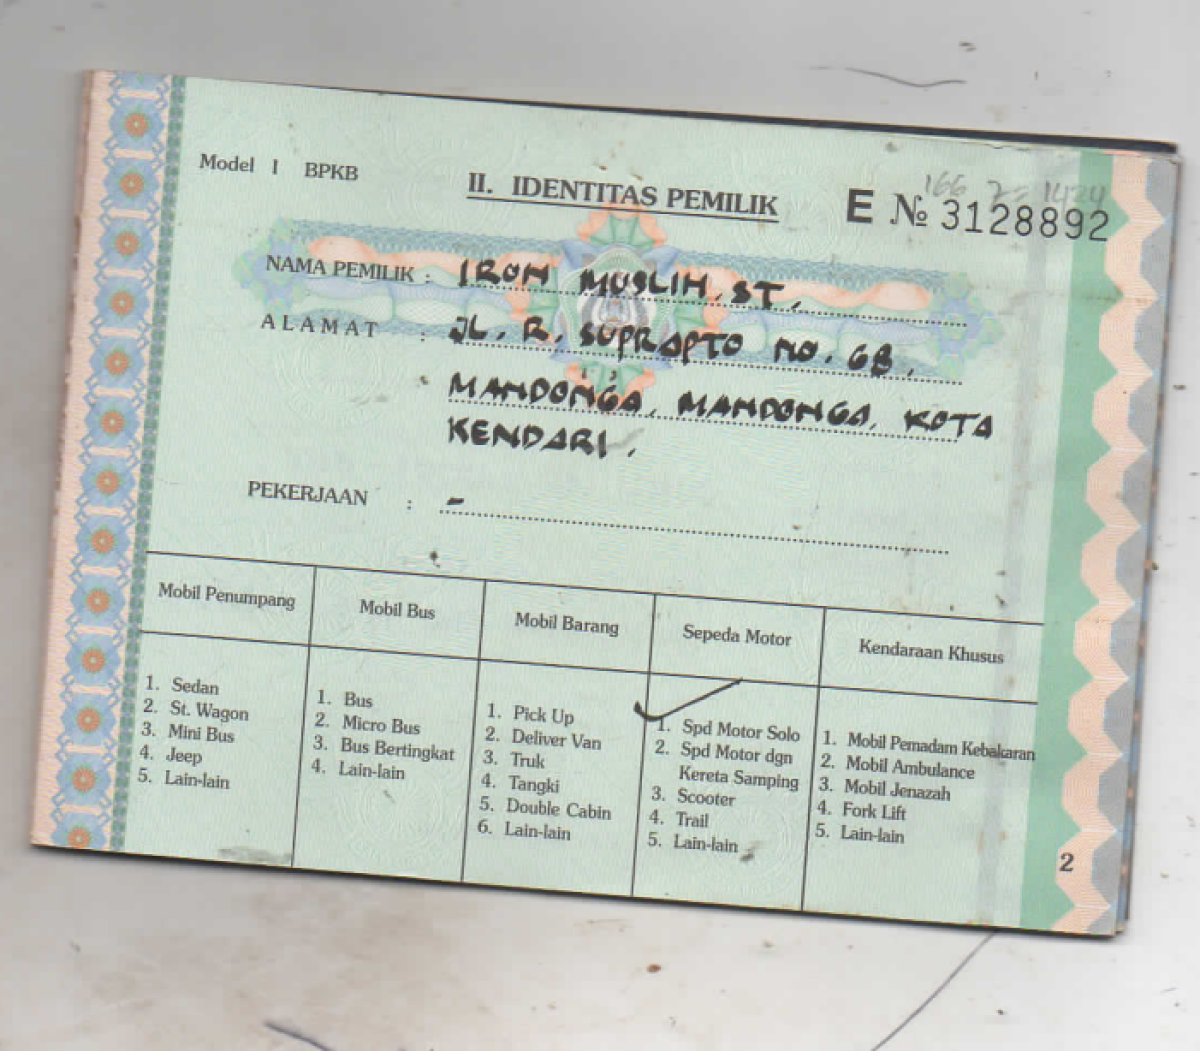 Model I BPKB
II. IDENTITAS PEMILIK
166 2= 1424
E № 3128892
NAMA PEMILIK : IROH MUSLIH. ST.
ALAMAT : JL. R. SUPRAPTO NO. 68.
MANDONGA, MANDONGA, KOTA
KENDARI.
PEKERJAAN : -
Mobil Penumpang
1. Sedan
2. St. Wagon
3. Mini Bus
4. Jeep
5. Lain-lain
Mobil Bus
1. Bus
2. Micro Bus
3. Bus Bertingkat
4. Lain-lain
Mobil Barang
1. Pick Up
2. Deliver Van
3. Truk
4. Tangki
5. Double Cabin
6. Lain-lain
Sepeda Motor
1. Spd Motor Solo
2. Spd Motor dgn
Kereta Samping
3. Scooter
4. Trail
5. Lain-lain
Kendaraan Khusus
1. Mobil Pemadam Kebakaran
2. Mobil Ambulance
3. Mobil Jenazah
4. Fork Lift
5. Lain-lain
2